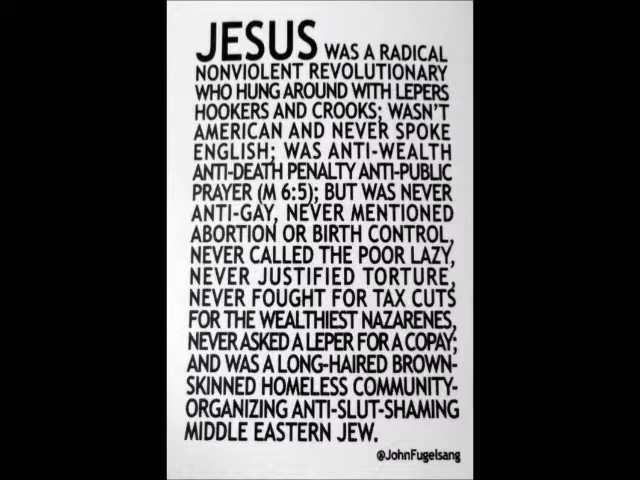 JESUS WAS A RADICAL
NONVIOLENT REVOLUTIONARY
WHO HUNG AROUND WITH LEPERS
HOOKERS AND CROOKS; WASN'T
AMERICAN AND NEVER SPOKE
ENGLISH; WAS ANTI-WEALTH
ANTI-DEATH PENALTY ANTI-PUBLIC
PRAYER (M 6:5); BUT WAS NEVER
ANTI-GAY, NEVER MENTIONED
ABORTION OR BIRTH CONTROL,
NEVER CALLED THE POOR LAZY,
NEVER JUSTIFIED TORTURE,
NEVER FOUGHT FOR TAX CUTS
FOR THE WEALTHIEST NAZARENES,
NEVER ASKED A LEPER FOR A COPAY;
AND WAS A LONG-HAIRED BROWN-
SKINNED HOMELESS COMMUNITY-
ORGANIZING ANTI-SLUT-SHAMING
MIDDLE EASTERN JEW.
@JohnFugelsang